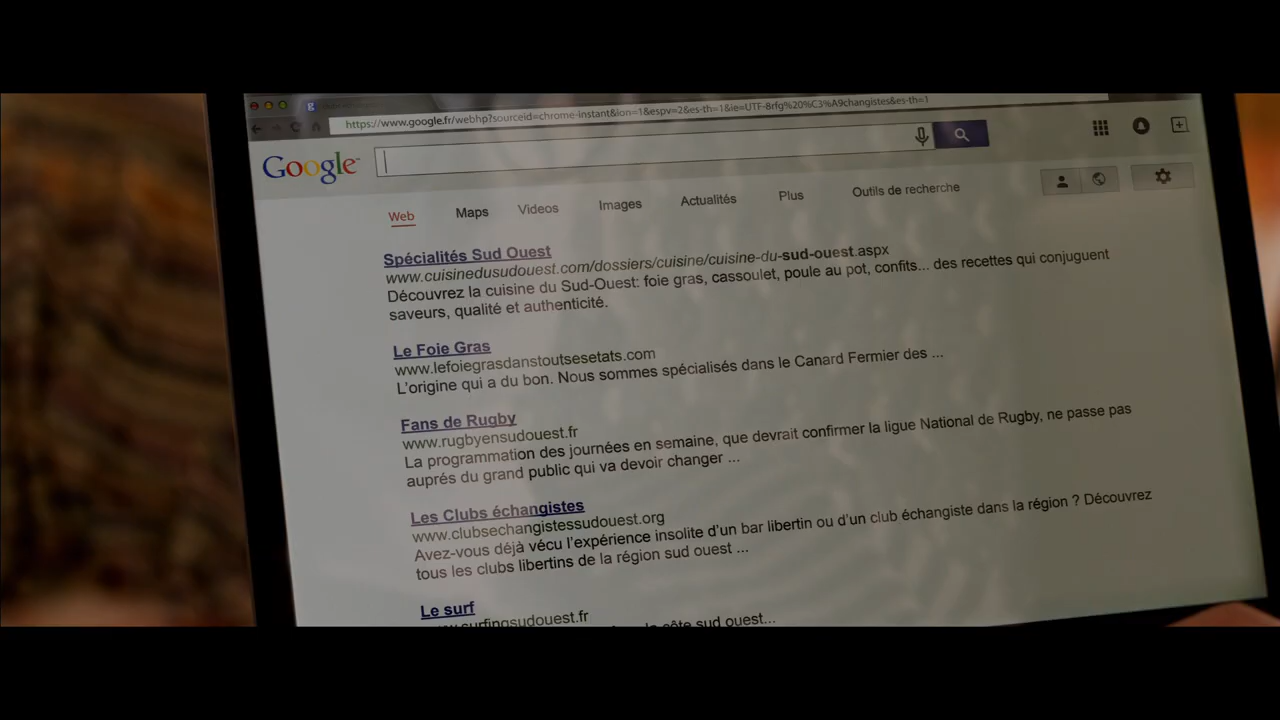 https://www.google.fr/webhp?sourceid=chrome-instant&ion=1&espv=2&es-th=1&ie=UTF-8rfg%20%C3%A9changistes&es-th=1
Google
Web Maps Videos Images Actualités Plus Outils de recherche
Spécialités Sud Ouest
www.cuisinedusudouest.com/dossiers/cuisine/cuisine-du-sud-ouest.aspx
Découvrez la cuisine du Sud-Ouest: foie gras, cassoulet, poule au pot, confits... des recettes qui conjuguent
saveurs, qualité et authenticité.
Le Foie Gras
www.lefoiegrasdanstoutsesetats.com
L'origine qui a du bon. Nous sommes spécialisés dans le Canard Fermier des ...
Fans de Rugby
www.rugbyensudouest.fr
La programmation des journées en semaine, que devrait confirmer la ligue National de Rugby, ne passe pas
auprés du grand public qui va devoir changer ...
Les Clubs échangistes
www.clubsechangistessudouest.org
Avez-vous déjà vécu l'expérience insolite d'un bar libertin ou d'un club échangiste dans la région ? Découvrez
tous les clubs libertins de la région sud ouest ...
Le surf
www.surfingsudouest.fr
côte sud ouest...